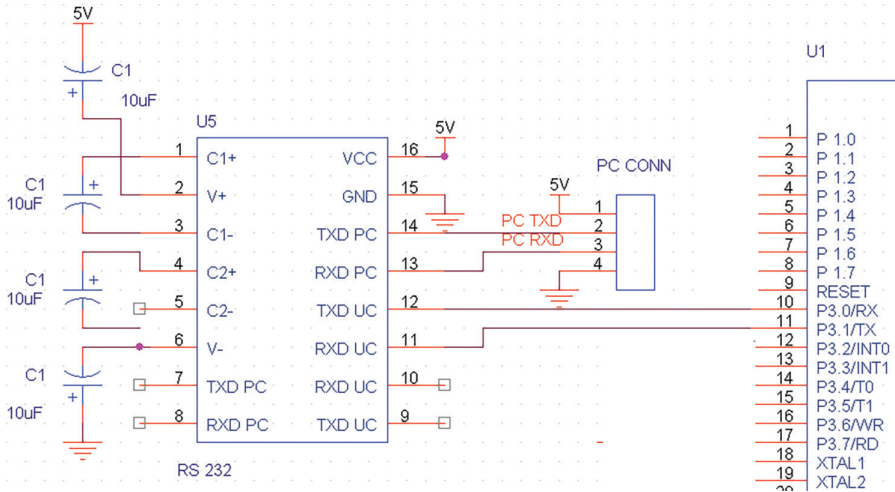 5V
C1
10uF
C1
10uF
C1
10uF
C1
10uF
U5
1 C1+ VCC 16
2 V+ GND 15
3 C1- TXD PC 14
4 C2+ RXD PC 13
5 C2- TXD UC 12
6 V- RXD UC 11
7 TXD PC RXD UC 10
8 RXD PC TXD UC 9
RS 232
5V
PC CONN
5V
1
PC TXD 2
PC RXD 3
4
U1
1 P 1.0
2 P 1.1
3 P 1.2
4 P 1.3
5 P 1.4
6 P 1.5
7 P 1.6
8 P 1.7
9 RESET
10 P3.0/RX
11 P3.1/TX
12 P3.2/INT0
13 P3.3/INT1
14 P3.4/T0
15 P3.5/T1
16 P3.6/WR
17 P3.7/RD
18 XTAL1
19 XTAL2